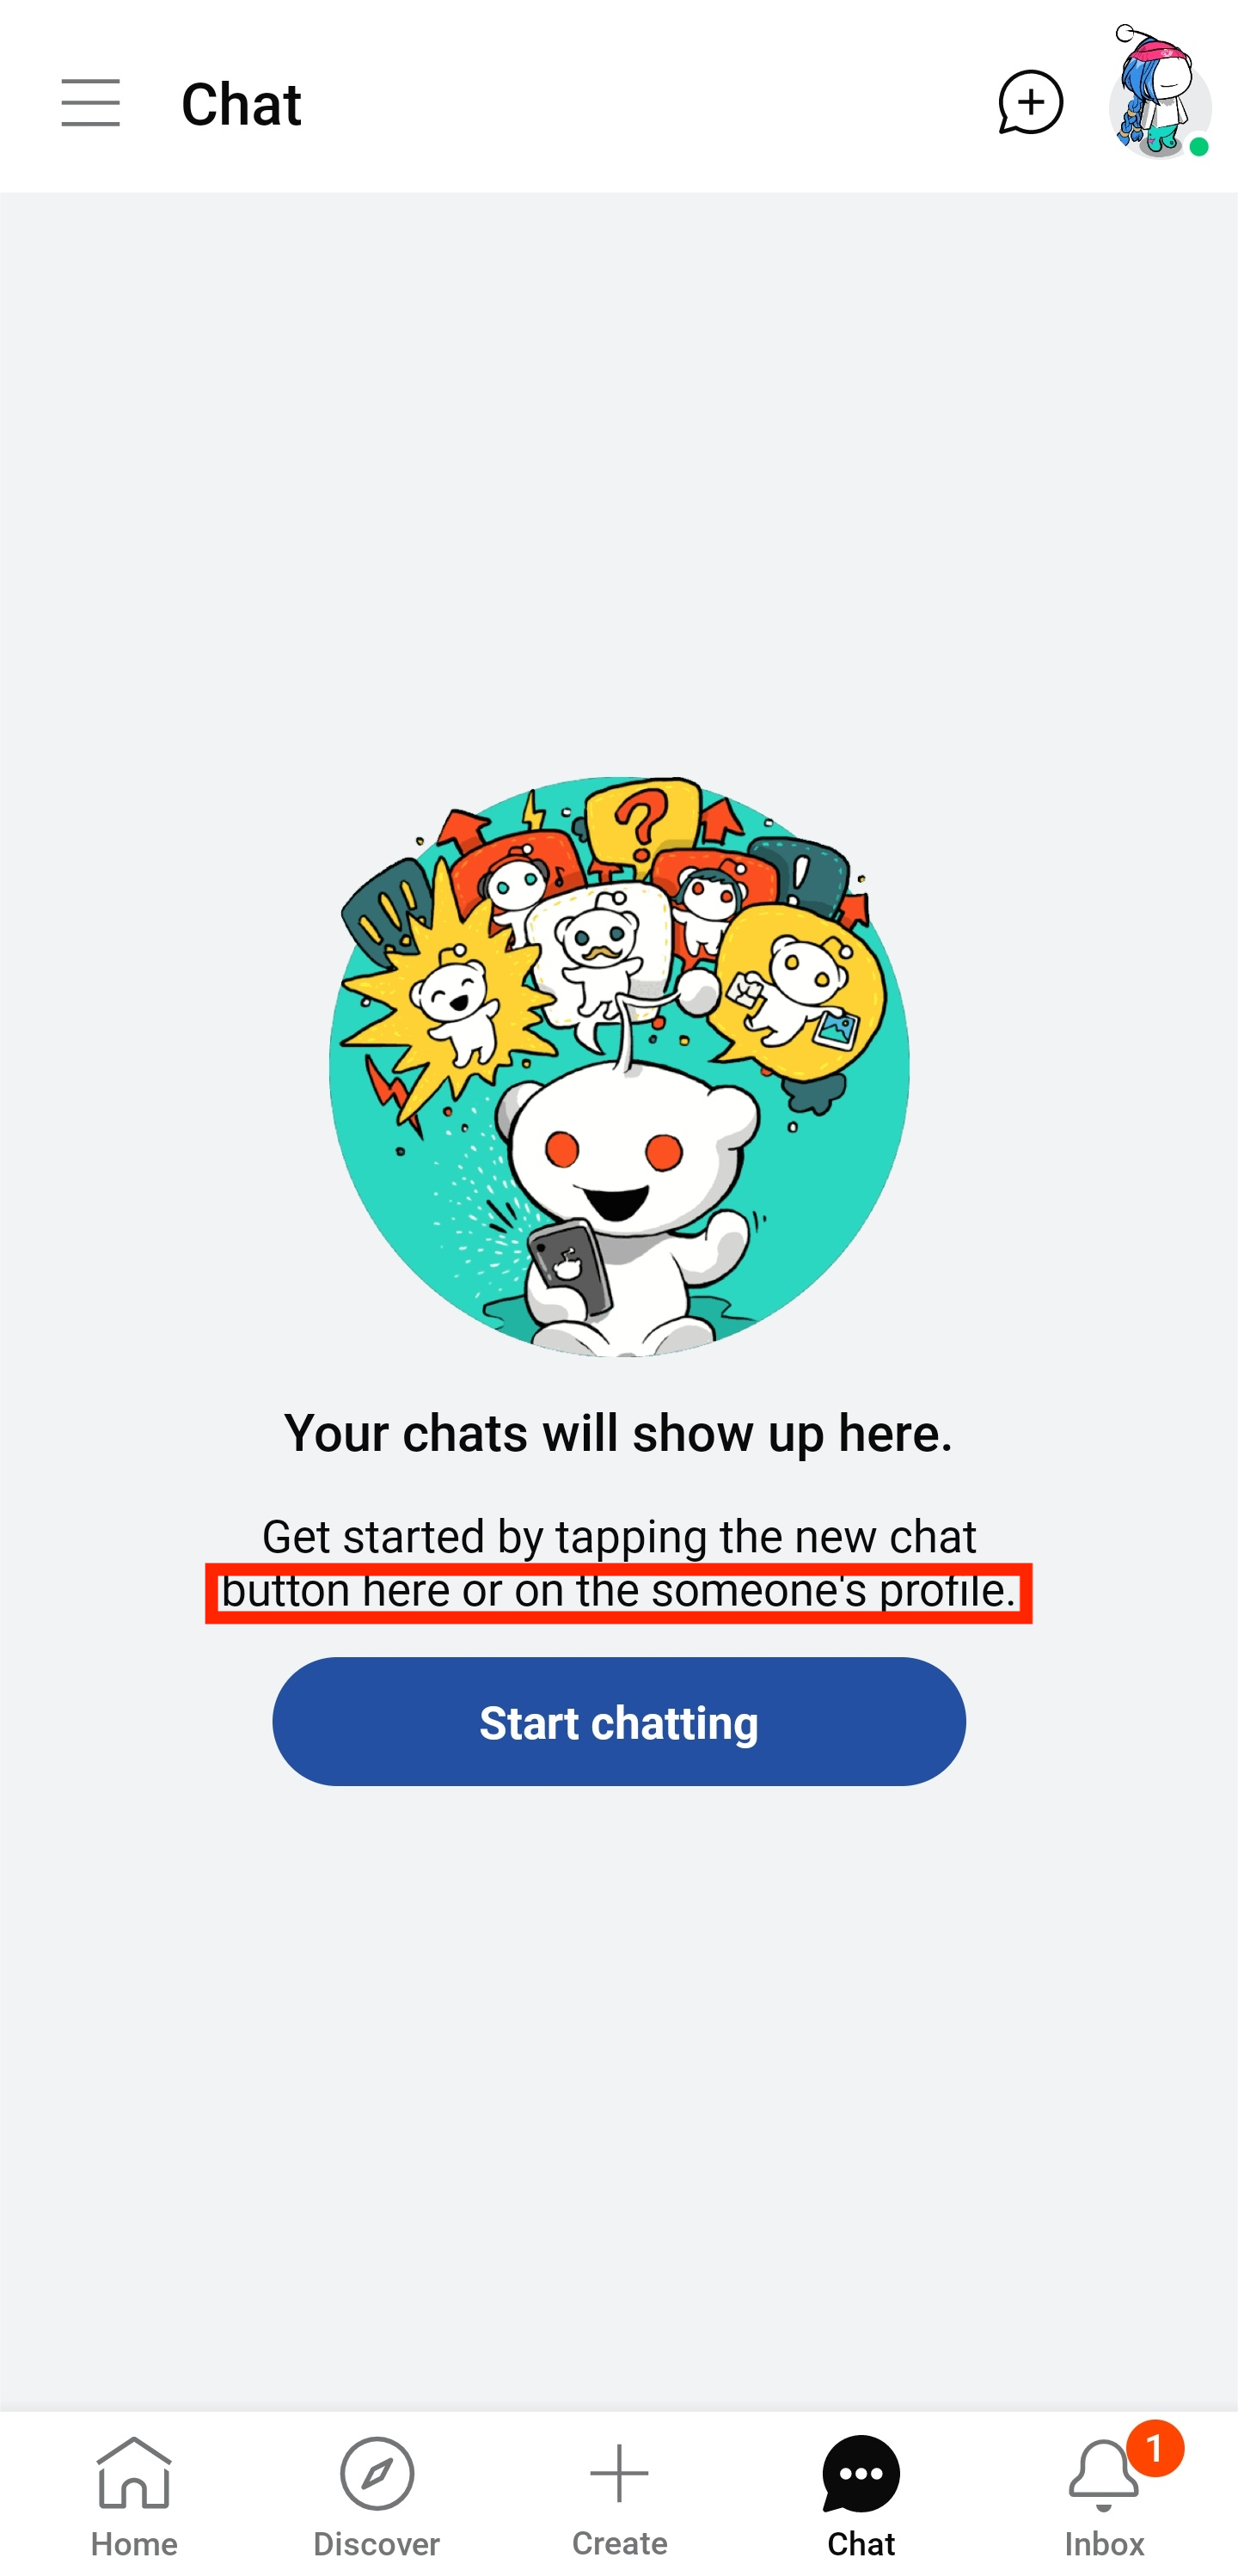 Chat
?
!
Your chats will show up here.
Get started by tapping the new chat
button here or on the someone's profile.
Start chatting
1
Home
Discover
Create
Chat
Inbox